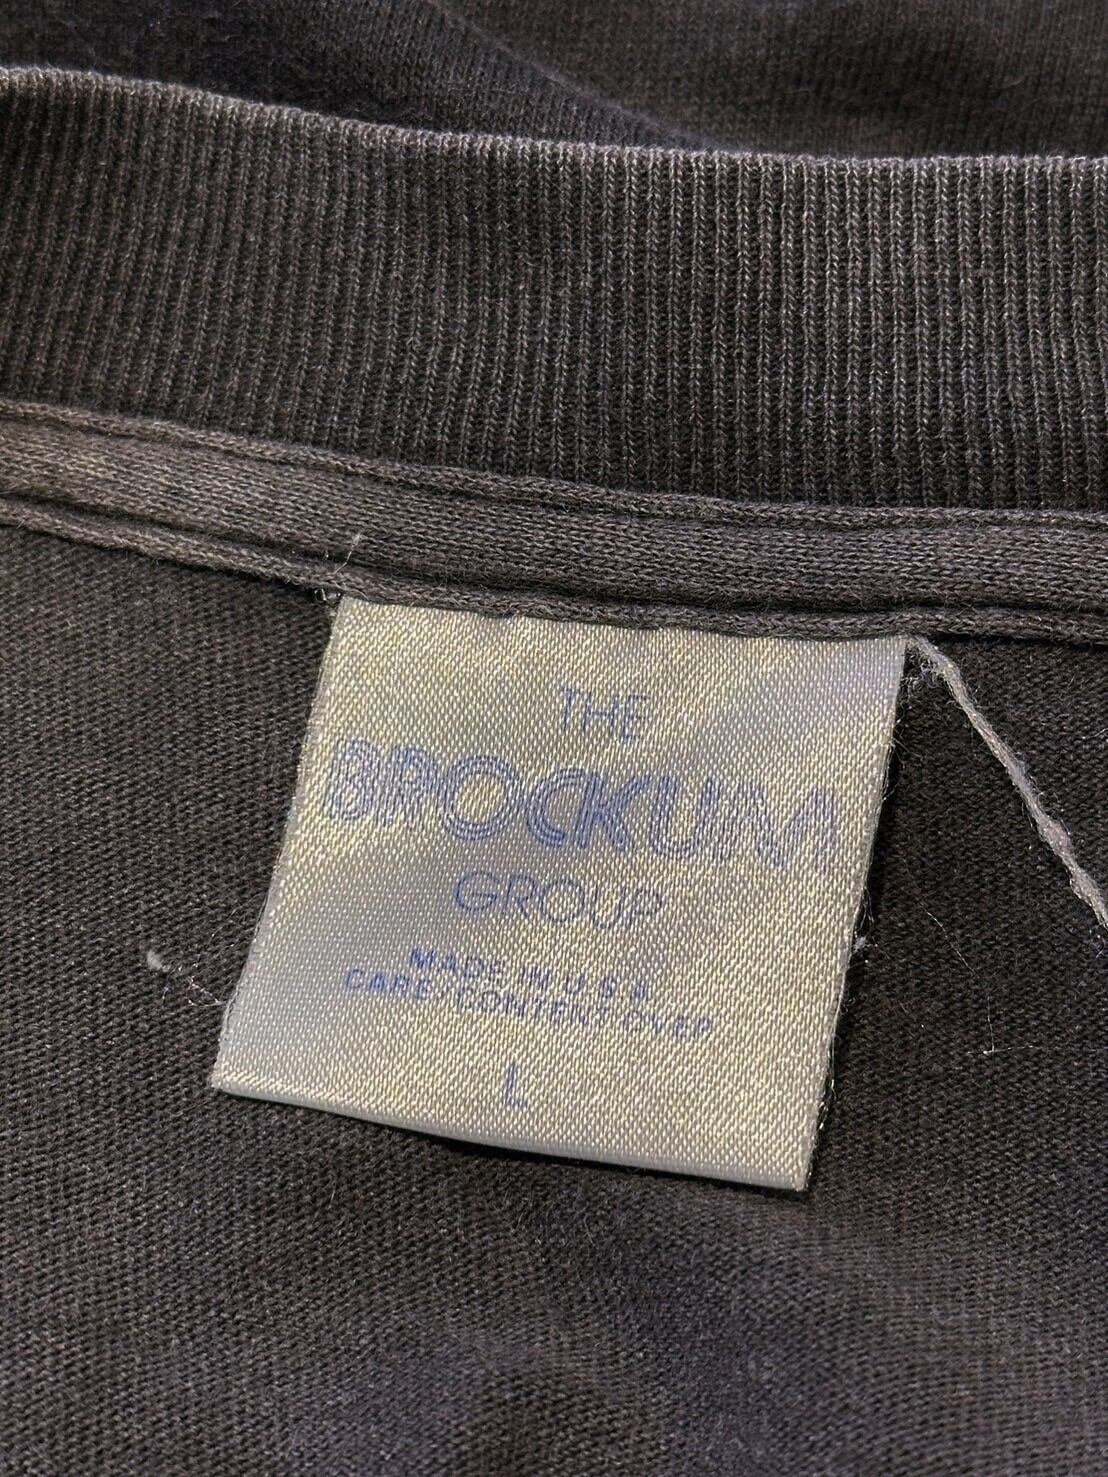 THE
BROCKUM
GROUP
MADE IN U S A
CARE CONTENT OVER
L